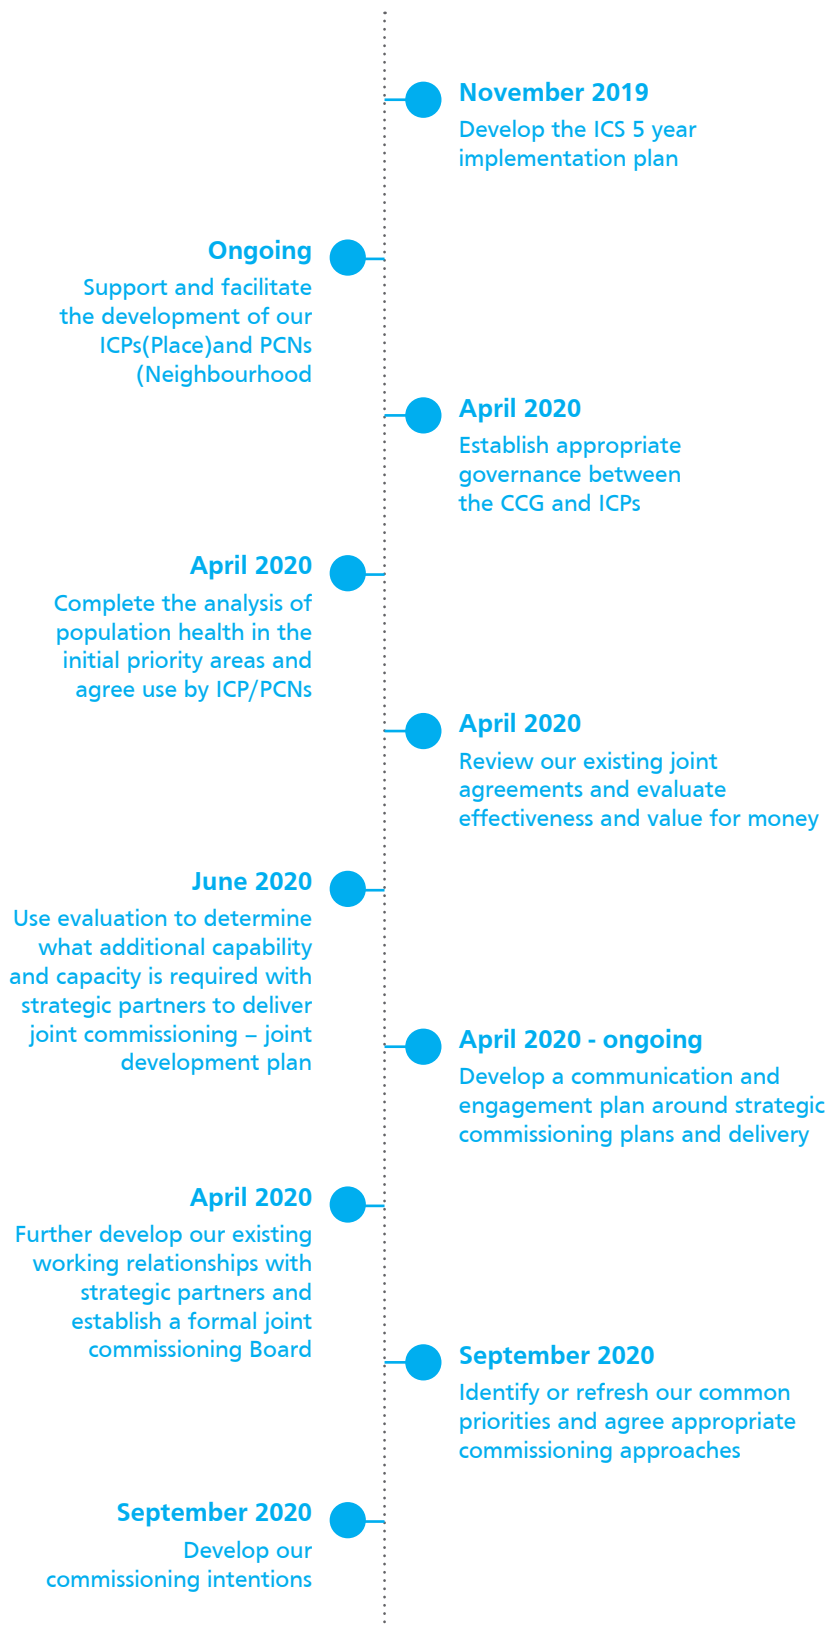 November 2019
Develop the ICS 5 year
implementation plan
Ongoing
Support and facilitate
the development of our
ICPs(Place)and PCNs
(Neighbourhood
April 2020
Establish appropriate
governance between
the CCG and ICPs
April 2020
Complete the analysis of
population health in the
initial priority areas and
agree use by ICP/PCNs
April 2020
Review our existing joint
agreements and evaluate
effectiveness and value for money
June 2020
Use evaluation to determine
what additional capability
and capacity is required with
strategic partners to deliver
joint commissioning – joint
development plan
April 2020 - ongoing
Develop a communication and
engagement plan around strategic
commissioning plans and delivery
April 2020
Further develop our existing
working relationships with
strategic partners and
establish a formal joint
commissioning Board
September 2020
Identify or refresh our common
priorities and agree appropriate
commissioning approaches
September 2020
Develop our
commissioning intentions